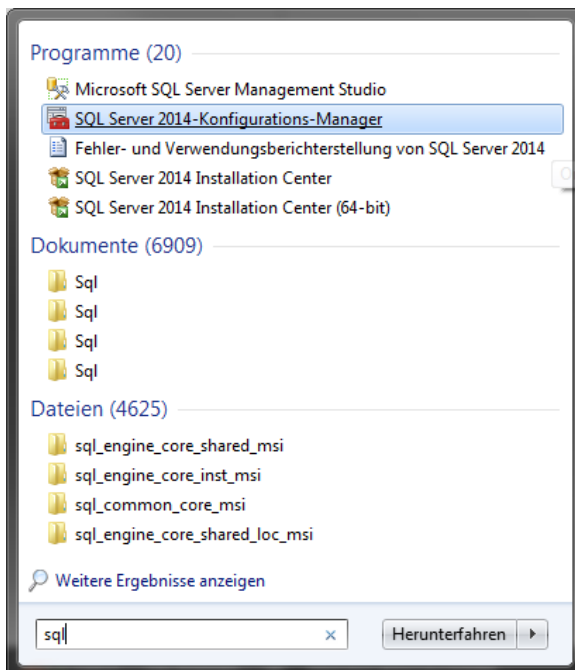 Programme (20)
Microsoft SQL Server Management Studio
SQL Server 2014-Konfigurations-Manager
Fehler- und Verwendungsberichterstellung von SQL Server 2014
SQL Server 2014 Installation Center
SQL Server 2014 Installation Center (64-bit)
Dokumente (6909)
Sql
Sql
Sql
Sql
Dateien (4625)
sql_engine_core_shared_msi
sql_engine_core_inst_msi
sql_common_core_msi
sql_engine_core_shared_loc_msi
Weitere Ergebnisse anzeigen
sql
Herunterfahren